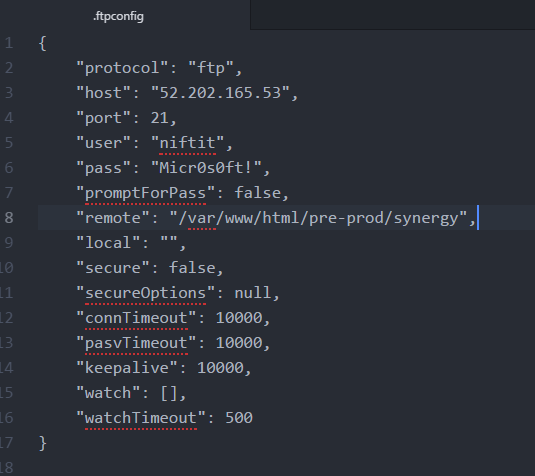 .ftpconfig
1 {
2 "protocol": "ftp",
3 "host": "52.202.165.53",
4 "port": 21,
5 "user": "niftit",
6 "pass": "Micr0s0ft!",
7 "promptForPass": false,
8 "remote": "/var/www/html/pre-prod/synergy",
9 "local": "",
10 "secure": false,
11 "secureOptions": null,
12 "connTimeout": 10000,
13 "pasvTimeout": 10000,
14 "keepalive": 10000,
15 "watch": [],
16 "watchTimeout": 500
17 }
18